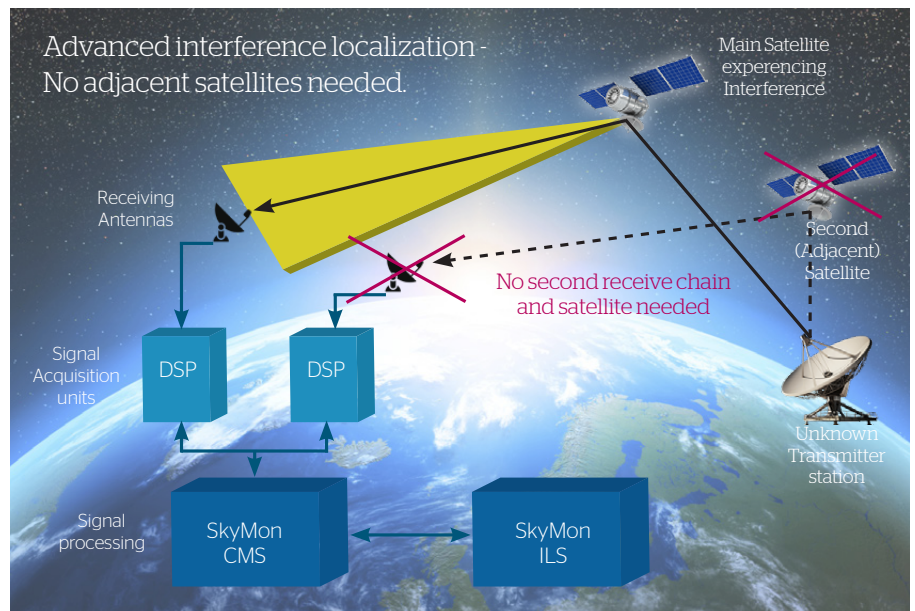 Advanced interference localization -
No adjacent satellites needed.
Main Satellite
experencing
Interference
Receiving
Antennas
Second
(Adjacent)
Satellite
No second receive chain
and satellite needed
Signal
Acquisition
units
DSP
DSP
Unknown
Transmitter
station
Signal
processing
SkyMon
CMS
SkyMon
ILS